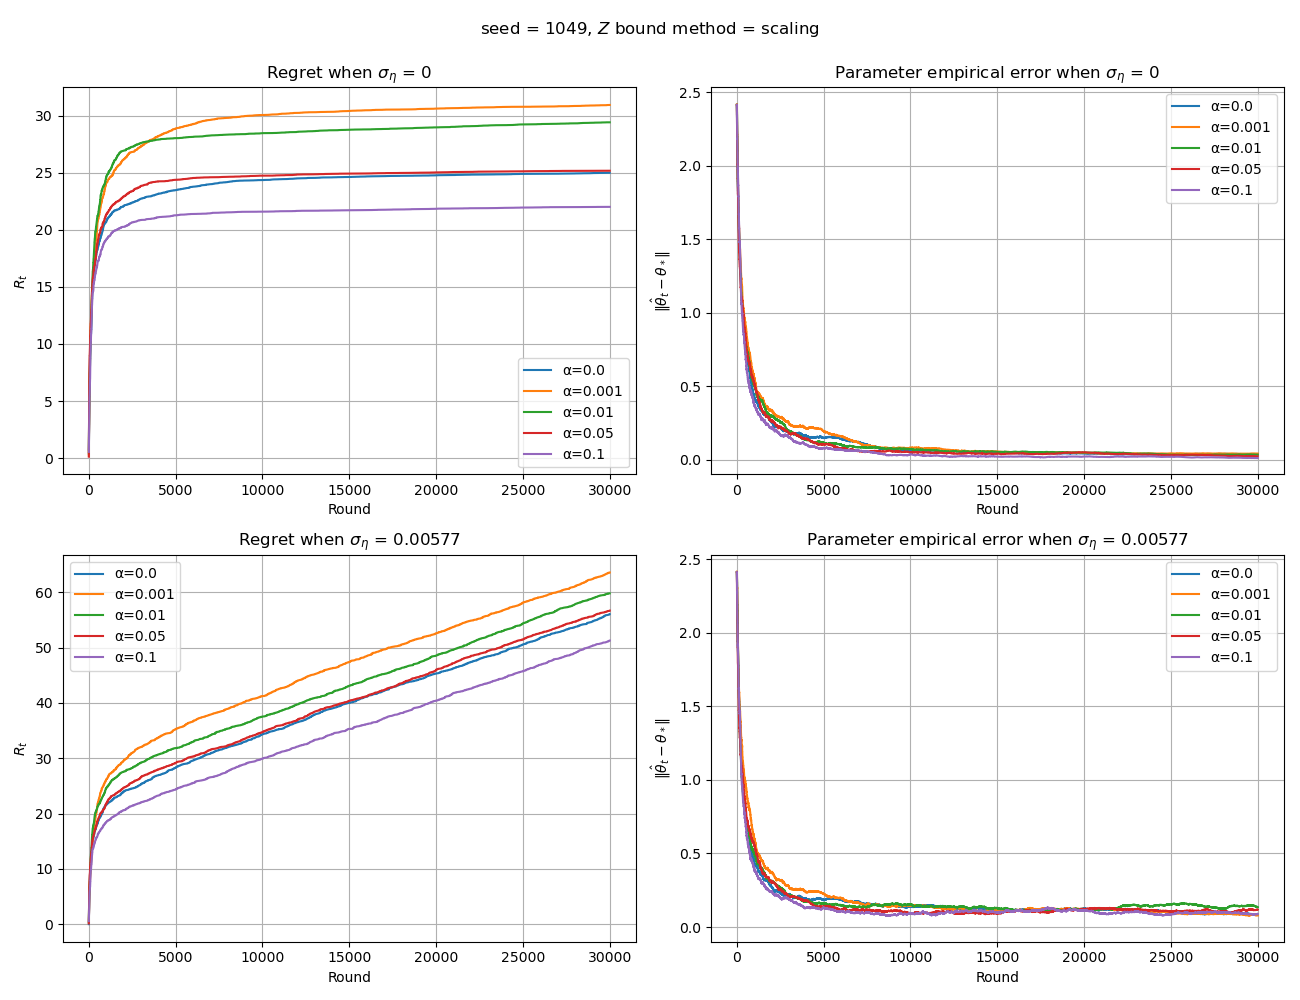 seed = 1049, Z bound method = scaling
Regret when σ_η = 0
30
25
20
15
10
5
0
R_t
0 5000 10000 15000 20000 25000 30000
Round
α=0.0
α=0.001
α=0.01
α=0.05
α=0.1
Parameter empirical error when σ_η = 0
2.5
2.0
1.5
1.0
0.5
0.0
‖θ̂_t − θ_*‖
0 5000 10000 15000 20000 25000 30000
Round
α=0.0
α=0.001
α=0.01
α=0.05
α=0.1
Regret when σ_η = 0.00577
60
50
40
30
20
10
0
R_t
0 5000 10000 15000 20000 25000 30000
Round
α=0.0
α=0.001
α=0.01
α=0.05
α=0.1
Parameter empirical error when σ_η = 0.00577
2.5
2.0
1.5
1.0
0.5
0.0
‖θ̂_t − θ_*‖
0 5000 10000 15000 20000 25000 30000
Round
α=0.0
α=0.001
α=0.01
α=0.05
α=0.1